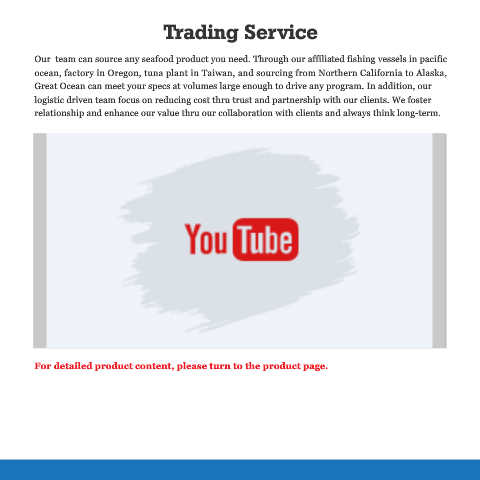 Trading Service
Our team can source any seafood product you need. Through our affiliated fishing vessels in pacific
ocean, factory in Oregon, tuna plant in Taiwan, and sourcing from Northern California to Alaska,
Great Ocean can meet your specs at volumes large enough to drive any program. In addition, our
logistic driven team focus on reducing cost thru trust and partnership with our clients. We foster
relationship and enhance our value thru our collaboration with clients and always think long-term.
You Tube
For detailed product content, please turn to the product page.